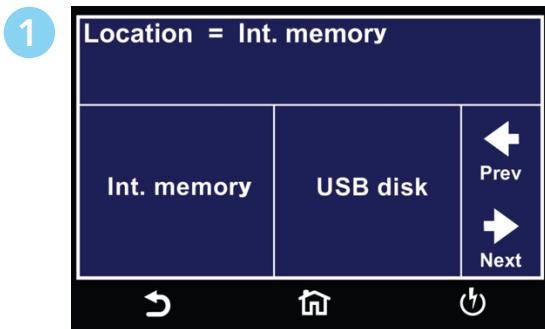 1
Location = Int. memory
Int. memory
USB disk
Prev
Next